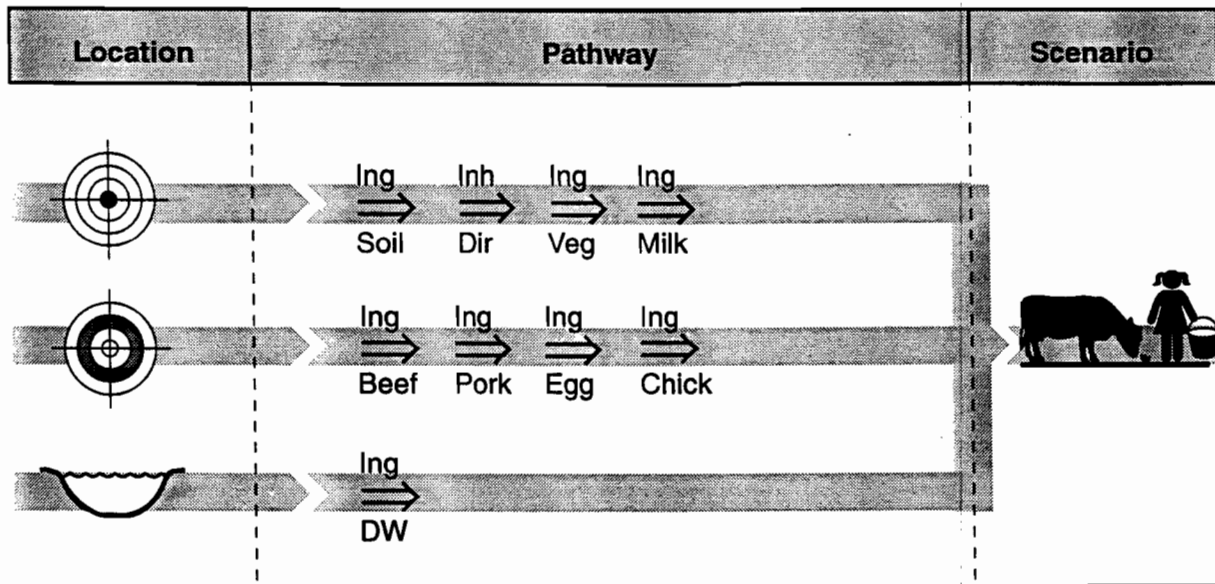 Location Pathway Scenario
Ing Inh Ing Ing
Soil Dir Veg Milk
Ing Ing Ing Ing
Beef Pork Egg Chick
Ing
DW